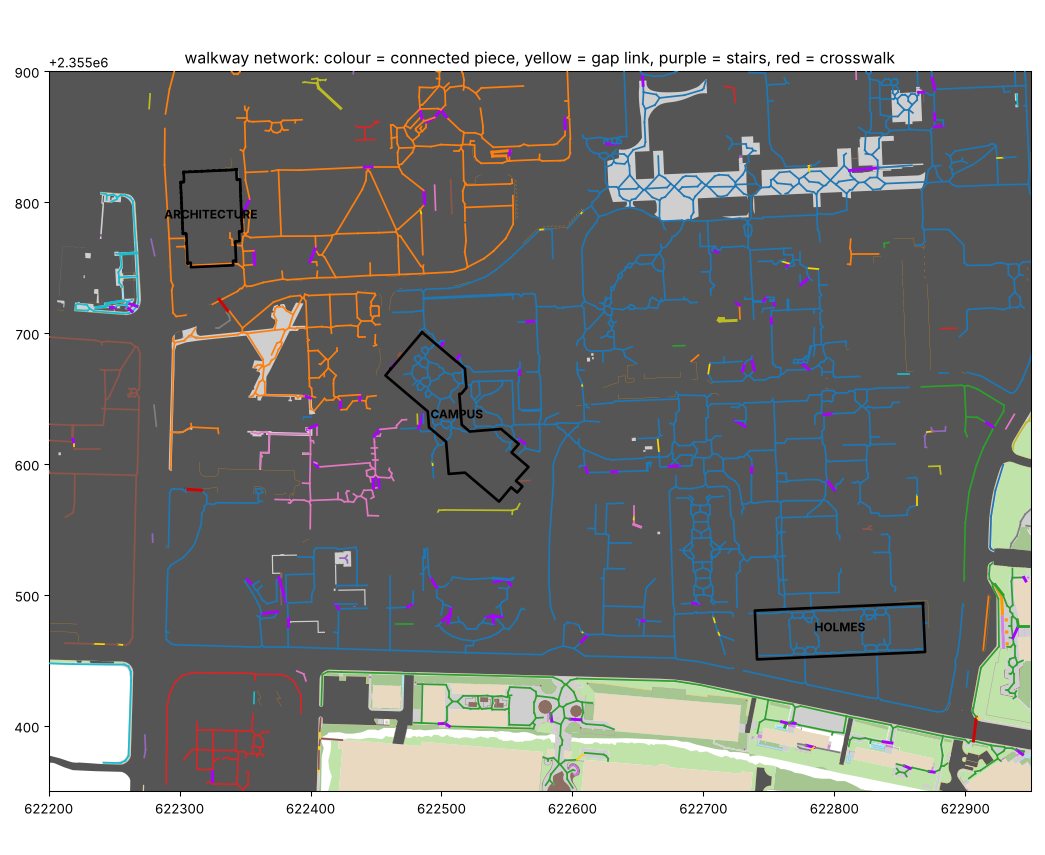 walkway network: colour = connected piece, yellow = gap link, purple = stairs, red = crosswalk
+2.355e6
900
800
700
600
500
400
ARCHITECTURE
CAMPUS
HOLMES
622200 622300 622400 622500 622600 622700 622800 622900